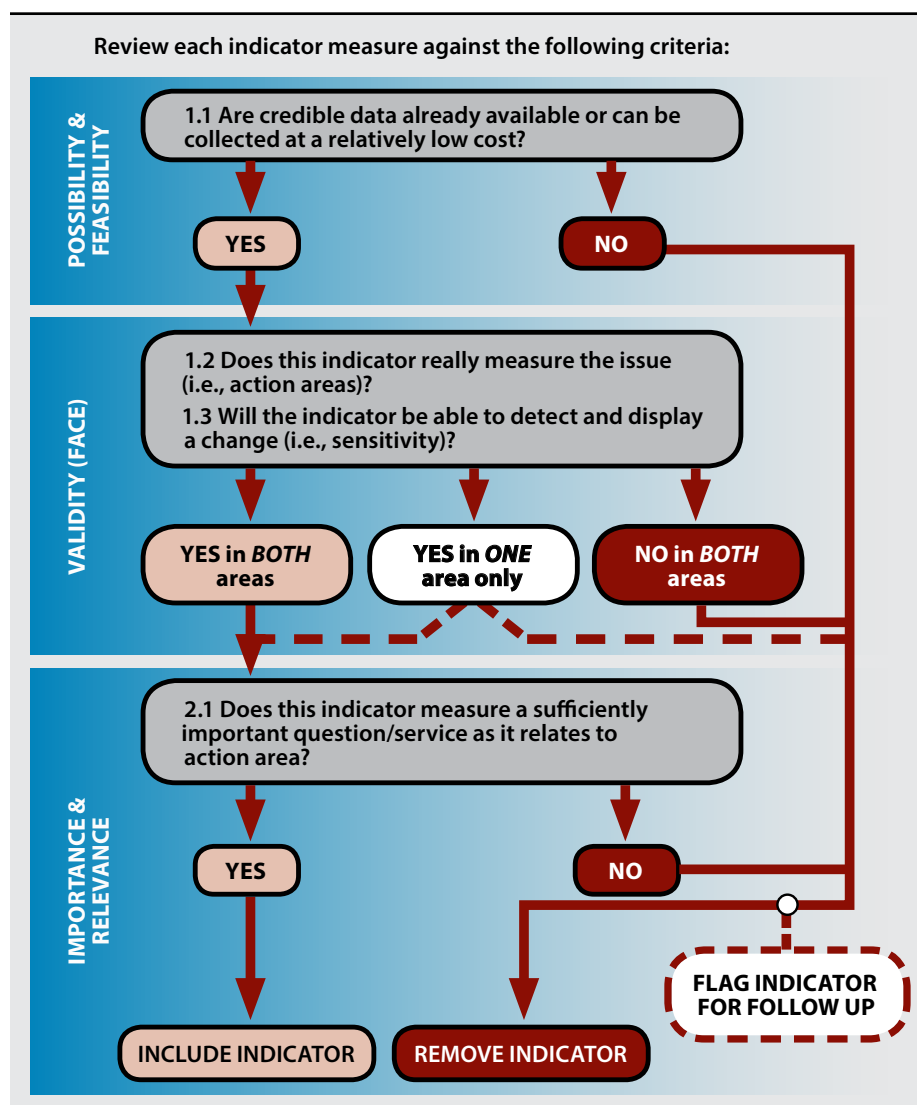 Review each indicator measure against the following criteria:
POSSIBILITY &
FEASIBILITY
1.1 Are credible data already available or can be
collected at a relatively low cost?
YES
NO
VALIDITY (FACE)
1.2 Does this indicator really measure the issue
(i.e., action areas)?
1.3 Will the indicator be able to detect and display
a change (i.e., sensitivity)?
YES in BOTH
areas
YES in ONE
area only
NO in BOTH
areas
IMPORTANCE &
RELEVANCE
2.1 Does this indicator measure a sufficiently
important question/service as it relates to
action area?
YES
NO
FLAG INDICATOR
FOR FOLLOW UP
INCLUDE INDICATOR
REMOVE INDICATOR